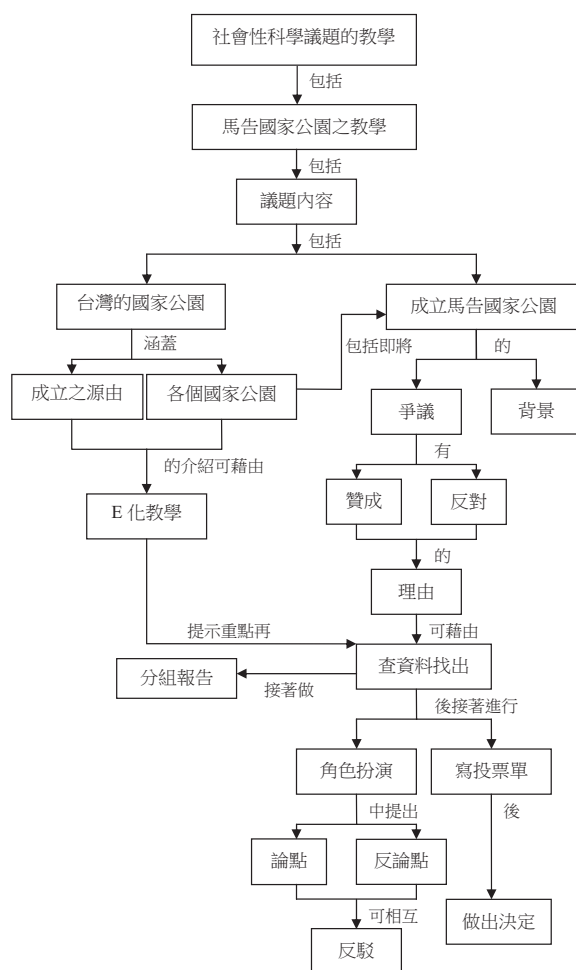 社會性科學議題的教學
包括
馬告國家公園之教學
包括
議題內容
包括
台灣的國家公園
成立馬告國家公園
涵蓋
包括即將
的
成立之源由
各個國家公園
爭議
背景
的介紹可藉由
有
E 化教學
贊成
反對
的
理由
提示重點再
可藉由
查資料找出
分組報告
接著做
後接著進行
角色扮演
寫投票單
中提出
後
論點
反論點
可相互
做出決定
反駁